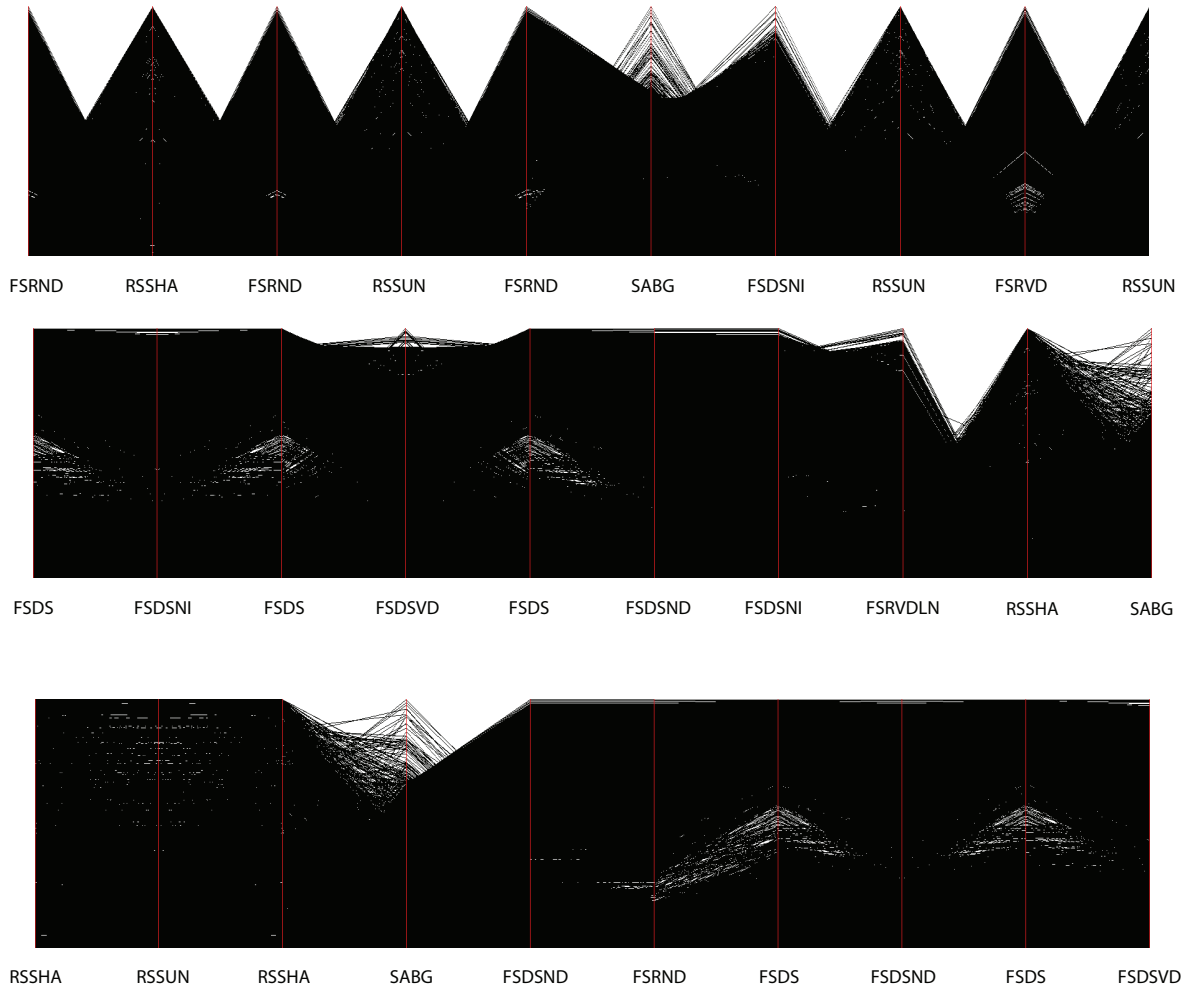 FSRND RSSHA FSRND RSSUN FSRND SABG FSDSNI RSSUN FSRVD RSSUN
FSDS FSDSNI FSDS FSDSVD FSDS FSDSND FSDSNI FSRVDLN RSSHA SABG
RSSHA RSSUN RSSHA SABG FSDSND FSRND FSDS FSDSND FSDS FSDSVD